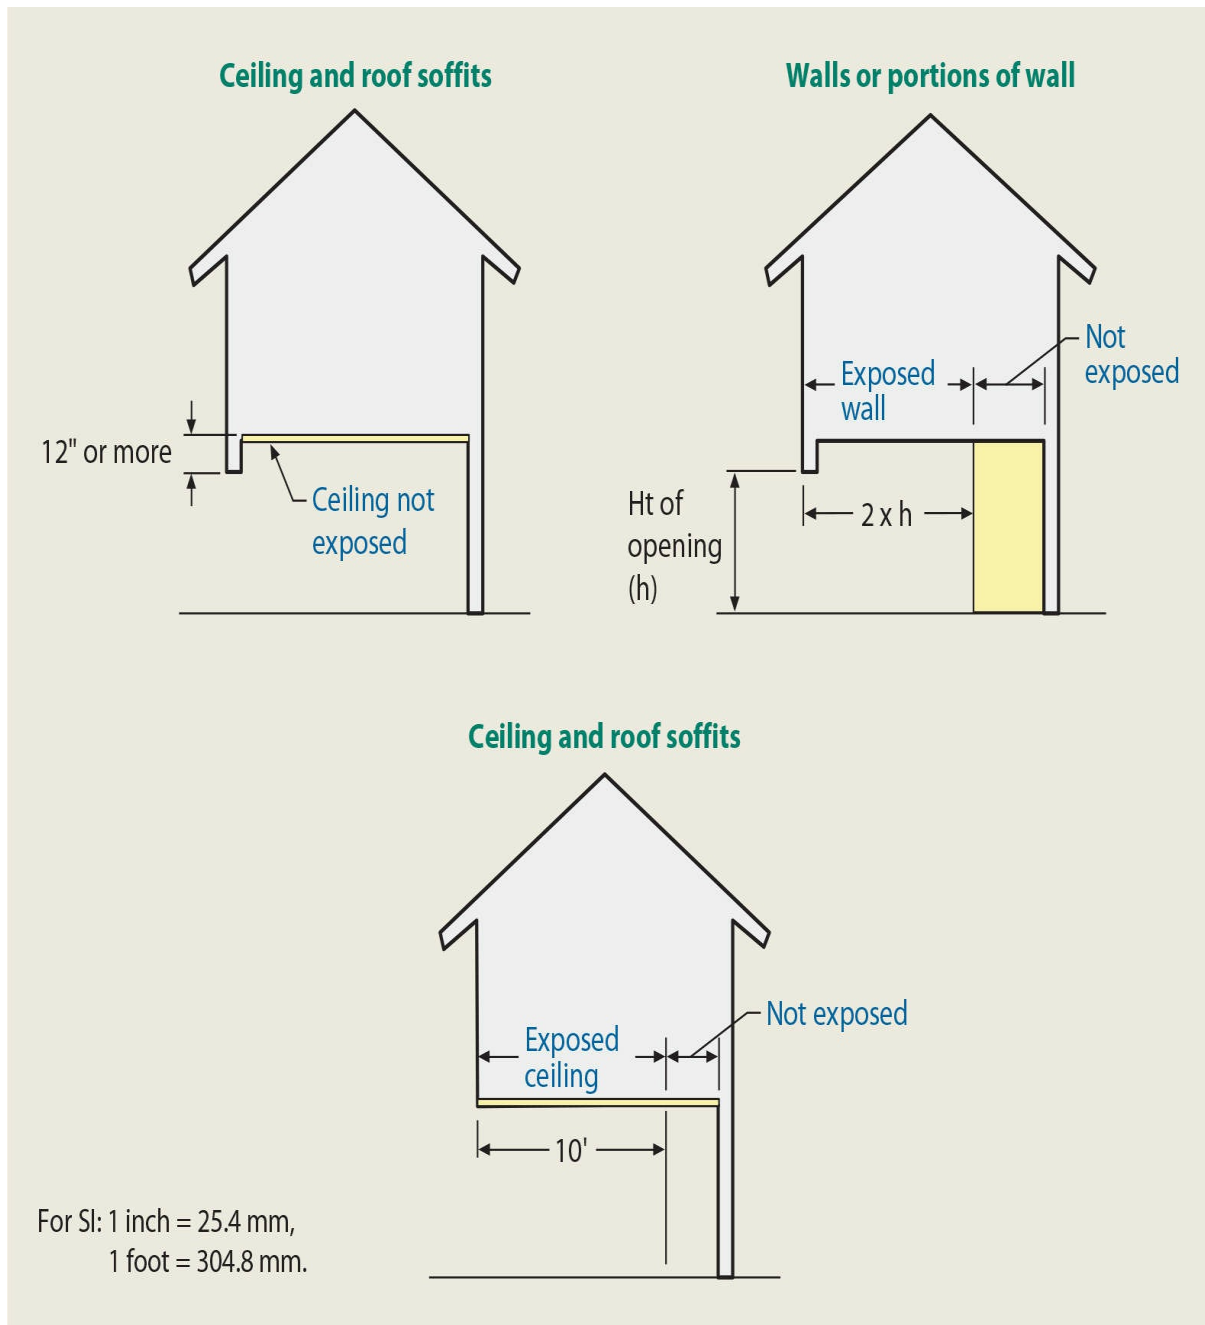 Ceiling and roof soffits
Walls or portions of wall
12" or more
Ceiling not
exposed
Exposed
wall
Not
exposed
Ht of
opening
(h)
2 x h
Ceiling and roof soffits
Exposed
ceiling
Not exposed
10'
For SI: 1 inch = 25.4 mm,
1 foot = 304.8 mm.